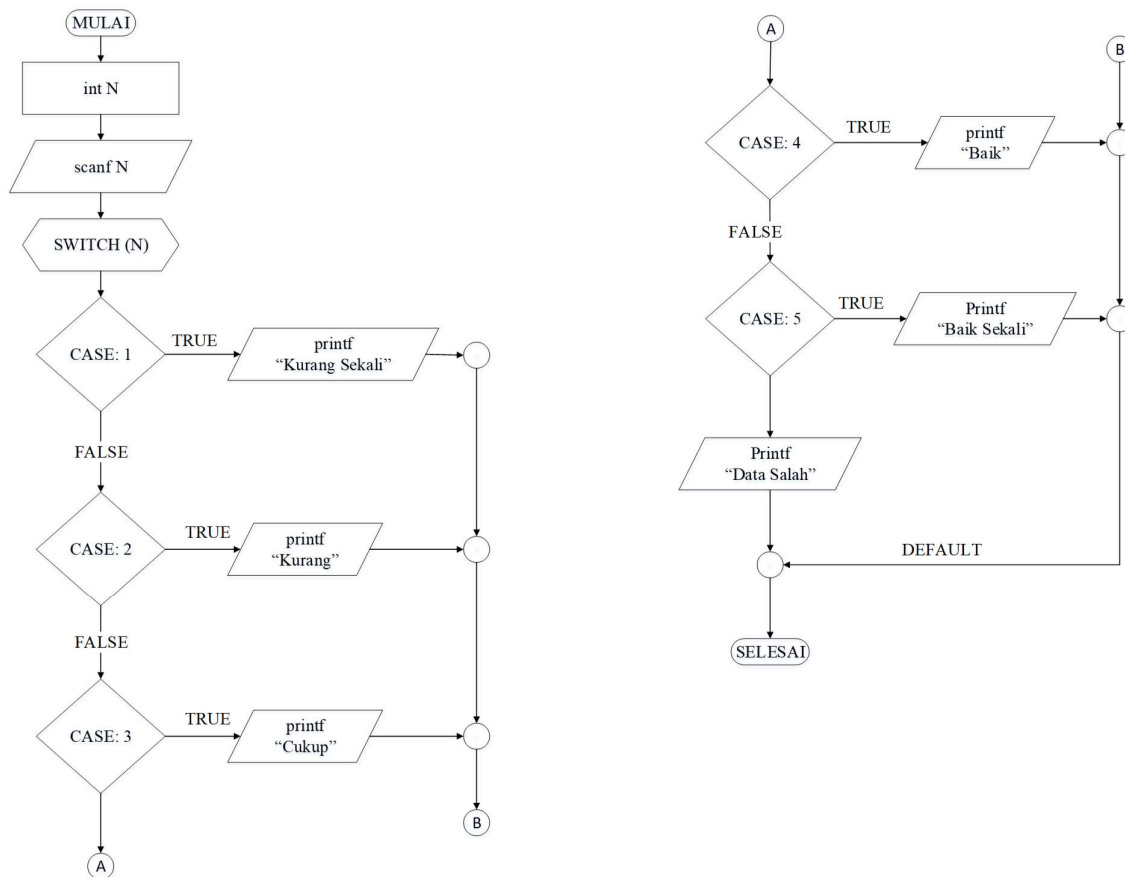 MULAI
int N
scanf N
SWITCH (N)
CASE: 1
TRUE
printf
“Kurang Sekali”
FALSE
CASE: 2
TRUE
printf
“Kurang”
FALSE
CASE: 3
TRUE
printf
“Cukup”
B
A
A
B
CASE: 4
TRUE
printf
“Baik”
FALSE
CASE: 5
TRUE
Printf
“Baik Sekali”
Printf
“Data Salah”
DEFAULT
SELESAI